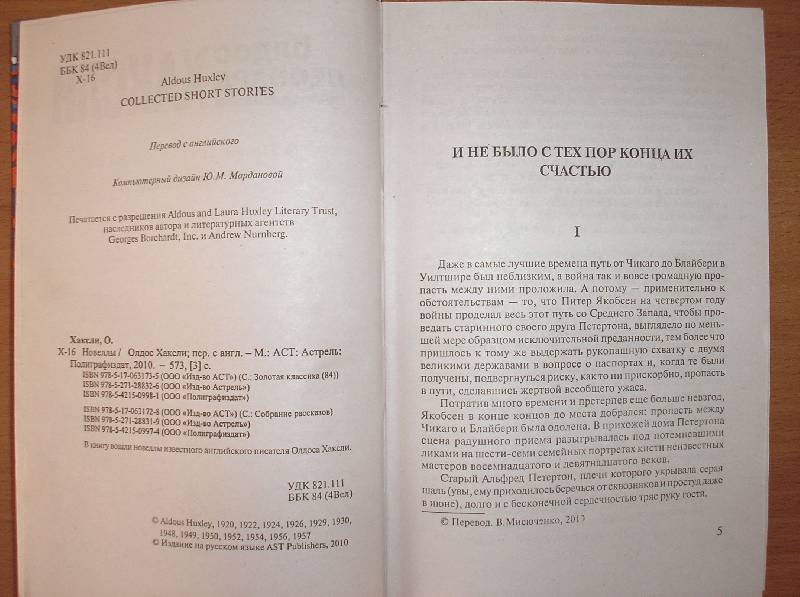 УДК 821.111
ББК 84 (4Вел)
Х-16
Aldous Huxley
COLLECTED SHORT STORIES
Перевод с английского
Компьютерный дизайн Ю.М. Мардановой
Печатается с разрешения Aldous and Laura Huxley Literary Trust,
наследников автора и литературных агентств
Georges Borchardt, Inc. и Andrew Nurnberg.
Хаксли, О.
Х-16 Новеллы / Олдос Хаксли; пер. с англ. – М.: АСТ: Астрель:
Полиграфиздат, 2010. – 573, [3] с.
ISBN 978-5-17-063171-5 (ООО «Изд-во АСТ») (С.: Золотая классика (84))
ISBN 978-5-271-28832-6 (ООО «Изд-во Астрель»)
ISBN 978-5-4215-0998-1 (ООО «Полиграфиздат»)
ISBN 978-5-17-063172-8 (ООО «Изд-во АСТ») (С.: Собрание рассказов)
ISBN 978-5-271-28831-9 (ООО «Изд-во Астрель»)
ISBN 978-5-4215-0997-4 (ООО «Полиграфиздат»)
В книгу вошли новеллы известного английского писателя Олдоса Хаксли.
УДК 821.111
ББК 84 (4Вел)
© Aldous Huxley, 1920, 1922, 1924, 1926, 1929, 1930,
1948, 1949, 1950, 1952, 1954, 1956, 1957
© Издание на русском языке AST Publishers, 2010
И НЕ БЫЛО С ТЕХ ПОР КОНЦА ИХ
СЧАСТЬЮ
I
Даже в самые лучшие времена путь от Чикаго до Блайбери в
Уилтшире был неблизким, а война так и вовсе громадную про-
пасть между ними проложила. А потому — применительно к
обстоятельствам — то, что Питер Якобсен на четвертом году
войны проделал весь этот путь со Среднего Запада, чтобы про-
ведать старинного своего друга Петертона, выглядело по мень-
шей мере образцом исключительной преданности, тем более что
пришлось к тому же выдержать рукопашную схватку с двумя
великими державами в вопросе о паспортах и, когда те были
получены, подвергнуться риску, как ни прискорбно, пропасть
в пути, сделавшись жертвой всеобщего ужаса.
Потратив много времени и претерпев еще больше невзгод,
Якобсен в конце концов до места добрался: пропасть между
Чикаго и Блайбери была одолена. В прихожей дома Петертона
сцена радушного приема разыгрывалась под потемневшими
ликами на шести-семи семейных портретах кисти неизвестных
мастеров восемнадцатого и девятнадцатого веков.
Старый Альфред Петертон, плечи которого укрывала серая
шаль (увы, ему приходилось беречься от сквозняков и простуд даже
в июне), долго и с бесконечной сердечностью тряс руку гостя.
© Перевод. В. Мисюченко, 2010
5